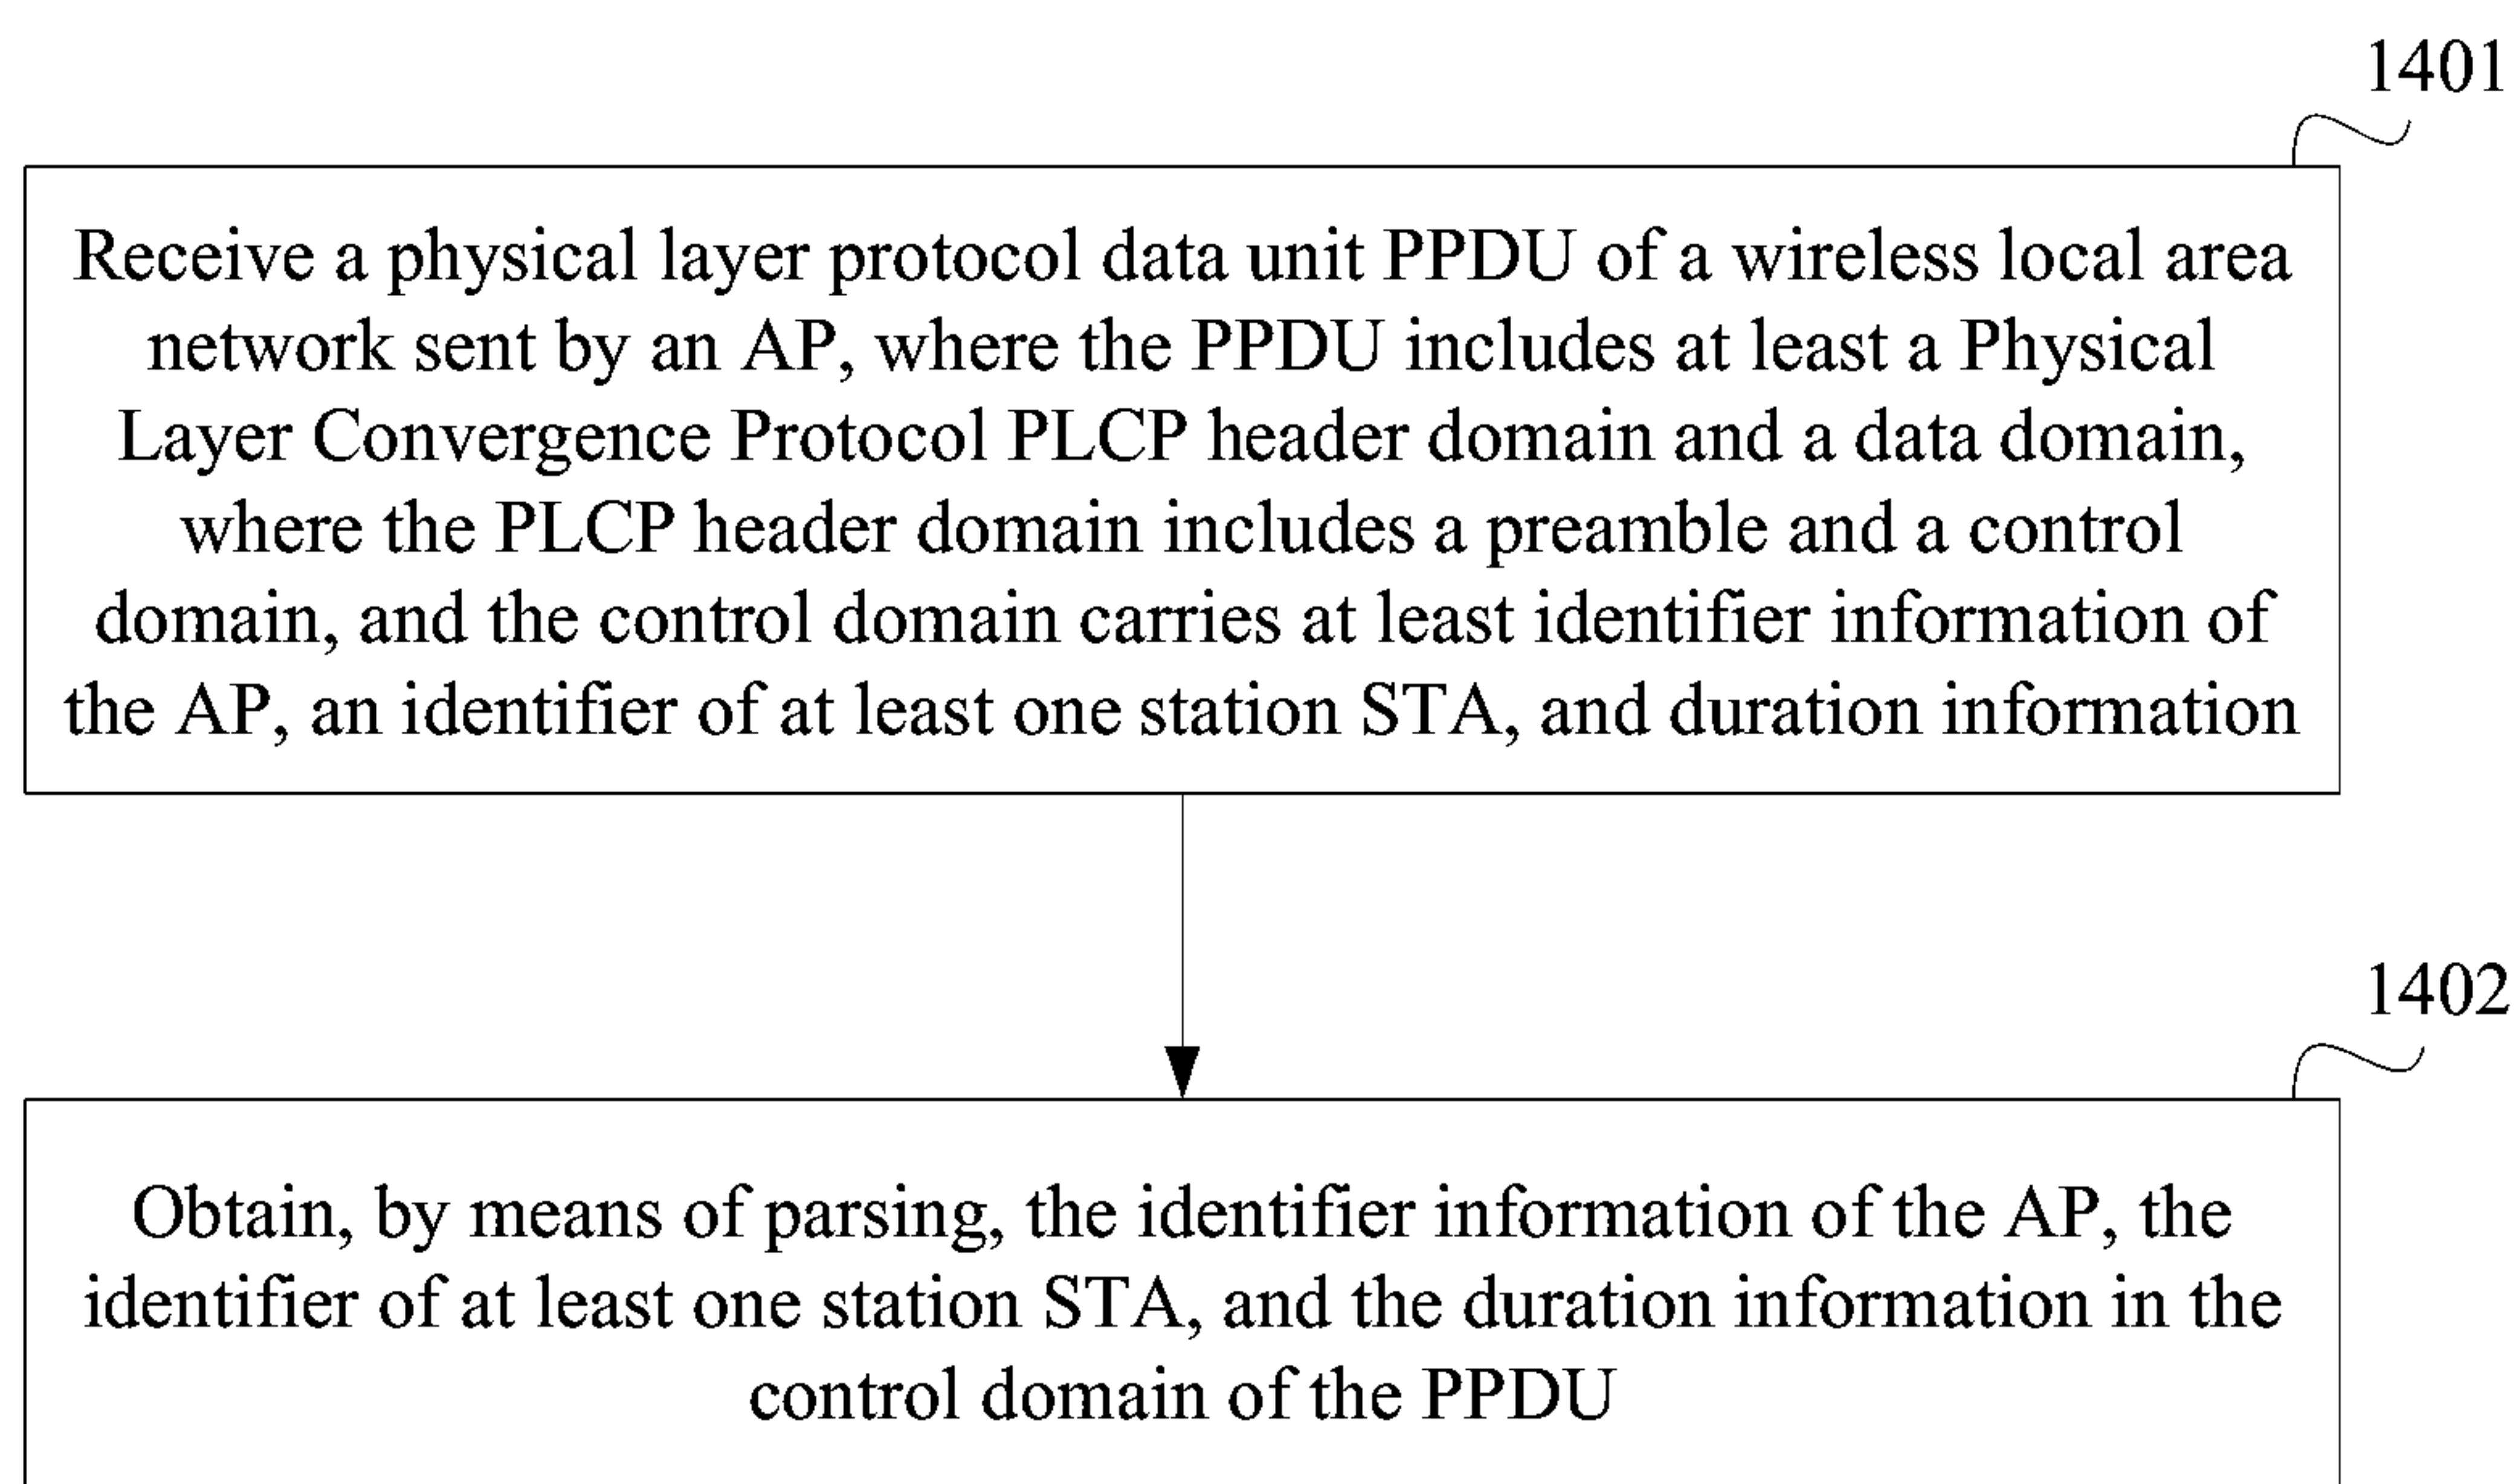 1401
Receive a physical layer protocol data unit PPDU of a wireless local area
network sent by an AP, where the PPDU includes at least a Physical
Layer Convergence Protocol PLCP header domain and a data domain,
where the PLCP header domain includes a preamble and a control
domain, and the control domain carries at least identifier information of
the AP, an identifier of at least one station STA, and duration information
1402
Obtain, by means of parsing, the identifier information of the AP, the
identifier of at least one station STA, and the duration information in the
control domain of the PPDU